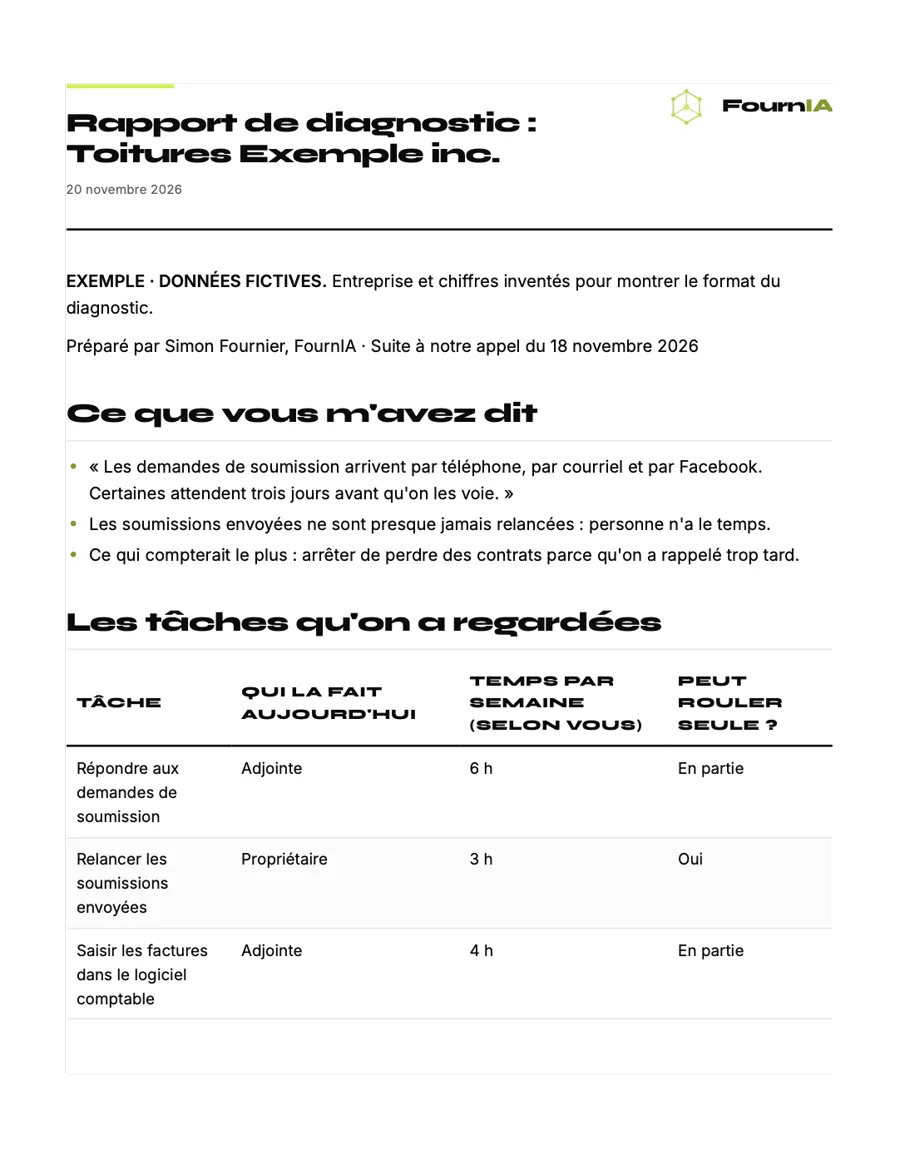 Rapport de diagnostic :
Toitures Exemple inc.
FournIA
20 novembre 2026
EXEMPLE · DONNÉES FICTIVES. Entreprise et chiffres inventés pour montrer le format du
diagnostic.
Préparé par Simon Fournier, FournIA · Suite à notre appel du 18 novembre 2026
Ce que vous m'avez dit
• « Les demandes de soumission arrivent par téléphone, par courriel et par Facebook.
Certaines attendent trois jours avant qu'on les voie. »
• Les soumissions envoyées ne sont presque jamais relancées : personne n'a le temps.
• Ce qui compterait le plus : arrêter de perdre des contrats parce qu'on a rappelé trop tard.
Les tâches qu'on a regardées
TÂCHE
QUI LA FAIT
AUJOURD'HUI
TEMPS PAR
SEMAINE
(SELON VOUS)
PEUT
ROULER
SEULE ?
Répondre aux
demandes de
soumission
Adjointe
6 h
En partie
Relancer les
soumissions
envoyées
Propriétaire
3 h
Oui
Saisir les factures
dans le logiciel
comptable
Adjointe
4 h
En partie